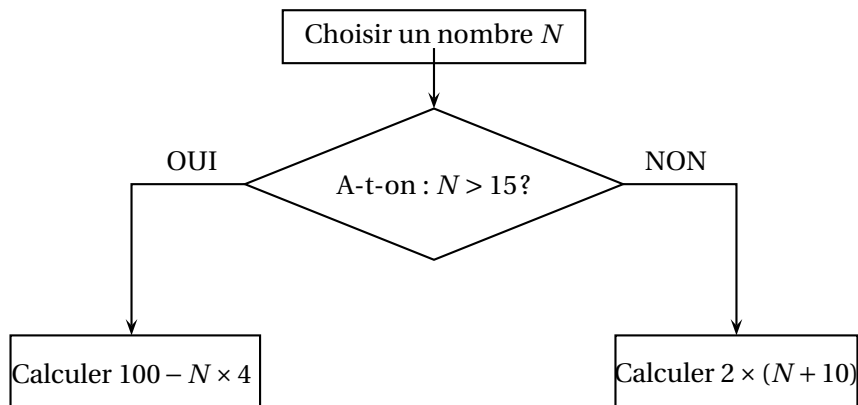 Choisir un nombre N
OUI
NON
A-t-on : N > 15 ?
Calculer 100 − N × 4
Calculer 2 × (N + 10)